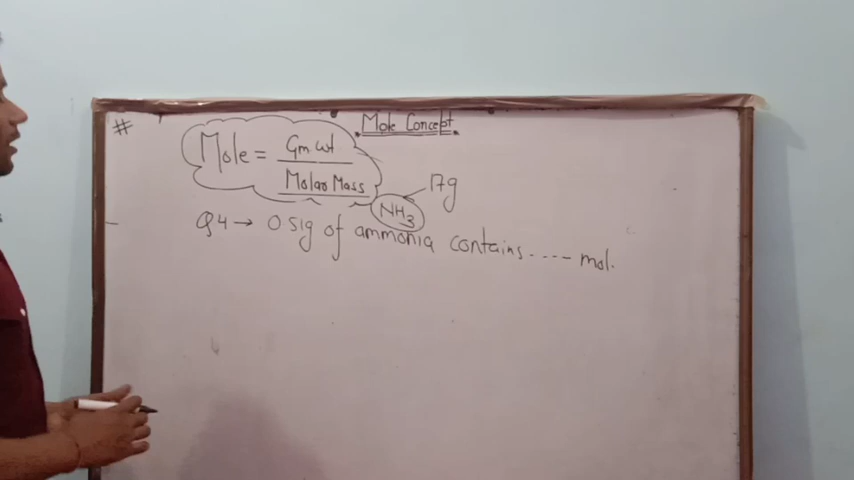 # Mole Concept
Mole = Gm wt
Molar Mass
NH3 17g
Q4 → 0.51g of ammonia contains.---- mol.